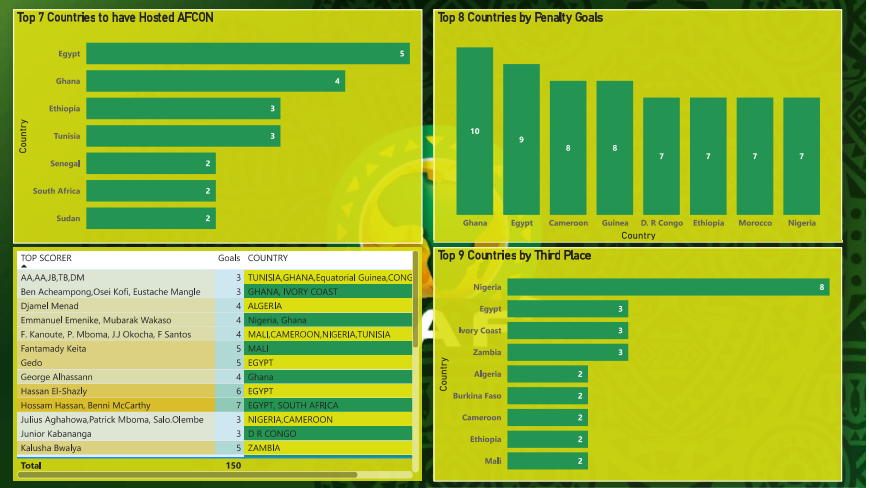 Top 7 Countries to have Hosted AFCON
Country
Egypt 5
Ghana 4
Ethiopia 3
Tunisia 3
Senegal 2
South Africa 2
Sudan 2
Top 8 Countries by Penalty Goals
10 9 8 8 7 7 7 7
Ghana Egypt Cameroon Guinea D. R Congo Ethiopia Morocco Nigeria
Country
TOP SCORER Goals COUNTRY
AA,AA,JB,TB,DM 3 TUNISIA,GHANA,Equatorial Guinea,CONG
Ben Acheampong,Osei Kofi, Eustache Mangle 3 GHANA, IVORY COAST
Djamel Menad 4 ALGERIA
Emmanuel Emenike, Mubarak Wakaso 4 Nigeria, Ghana
F. Kanoute, P. Mboma, J.J Okocha, F Santos 4 MALI,CAMEROON,NIGERIA,TUNISIA
Fantamady Keita 5 MALI
Gedo 5 EGYPT
George Alhassann 4 Ghana
Hassan El-Shazly 6 EGYPT
Hossam Hassan, Benni McCarthy 7 EGYPT, SOUTH AFRICA
Julius Aghahowa,Patrick Mboma, Salo.Olembe 3 NIGERIA,CAMEROON
Junior Kabananga 3 D R CONGO
Kalusha Bwalya 5 ZAMBIA
Total 150
Top 9 Countries by Third Place
Country
Nigeria 8
Egypt 3
Ivory Coast 3
Zambia 3
Algeria 2
Burkina Faso 2
Cameroon 2
Ethiopia 2
Mali 2